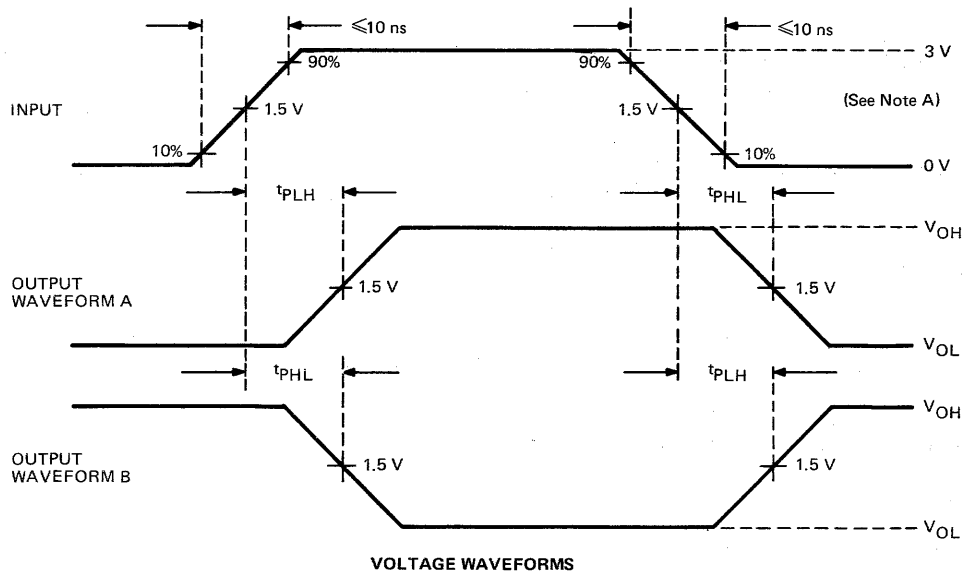 ≤10 ns
≤10 ns
90%
90%
3 V
INPUT
1.5 V
1.5 V
(See Note A)
10%
10%
0 V
tPLH
tPHL
VOH
OUTPUT
WAVEFORM A
1.5 V
1.5 V
VOL
tPHL
tPLH
VOH
OUTPUT
WAVEFORM B
1.5 V
1.5 V
VOL
VOLTAGE WAVEFORMS